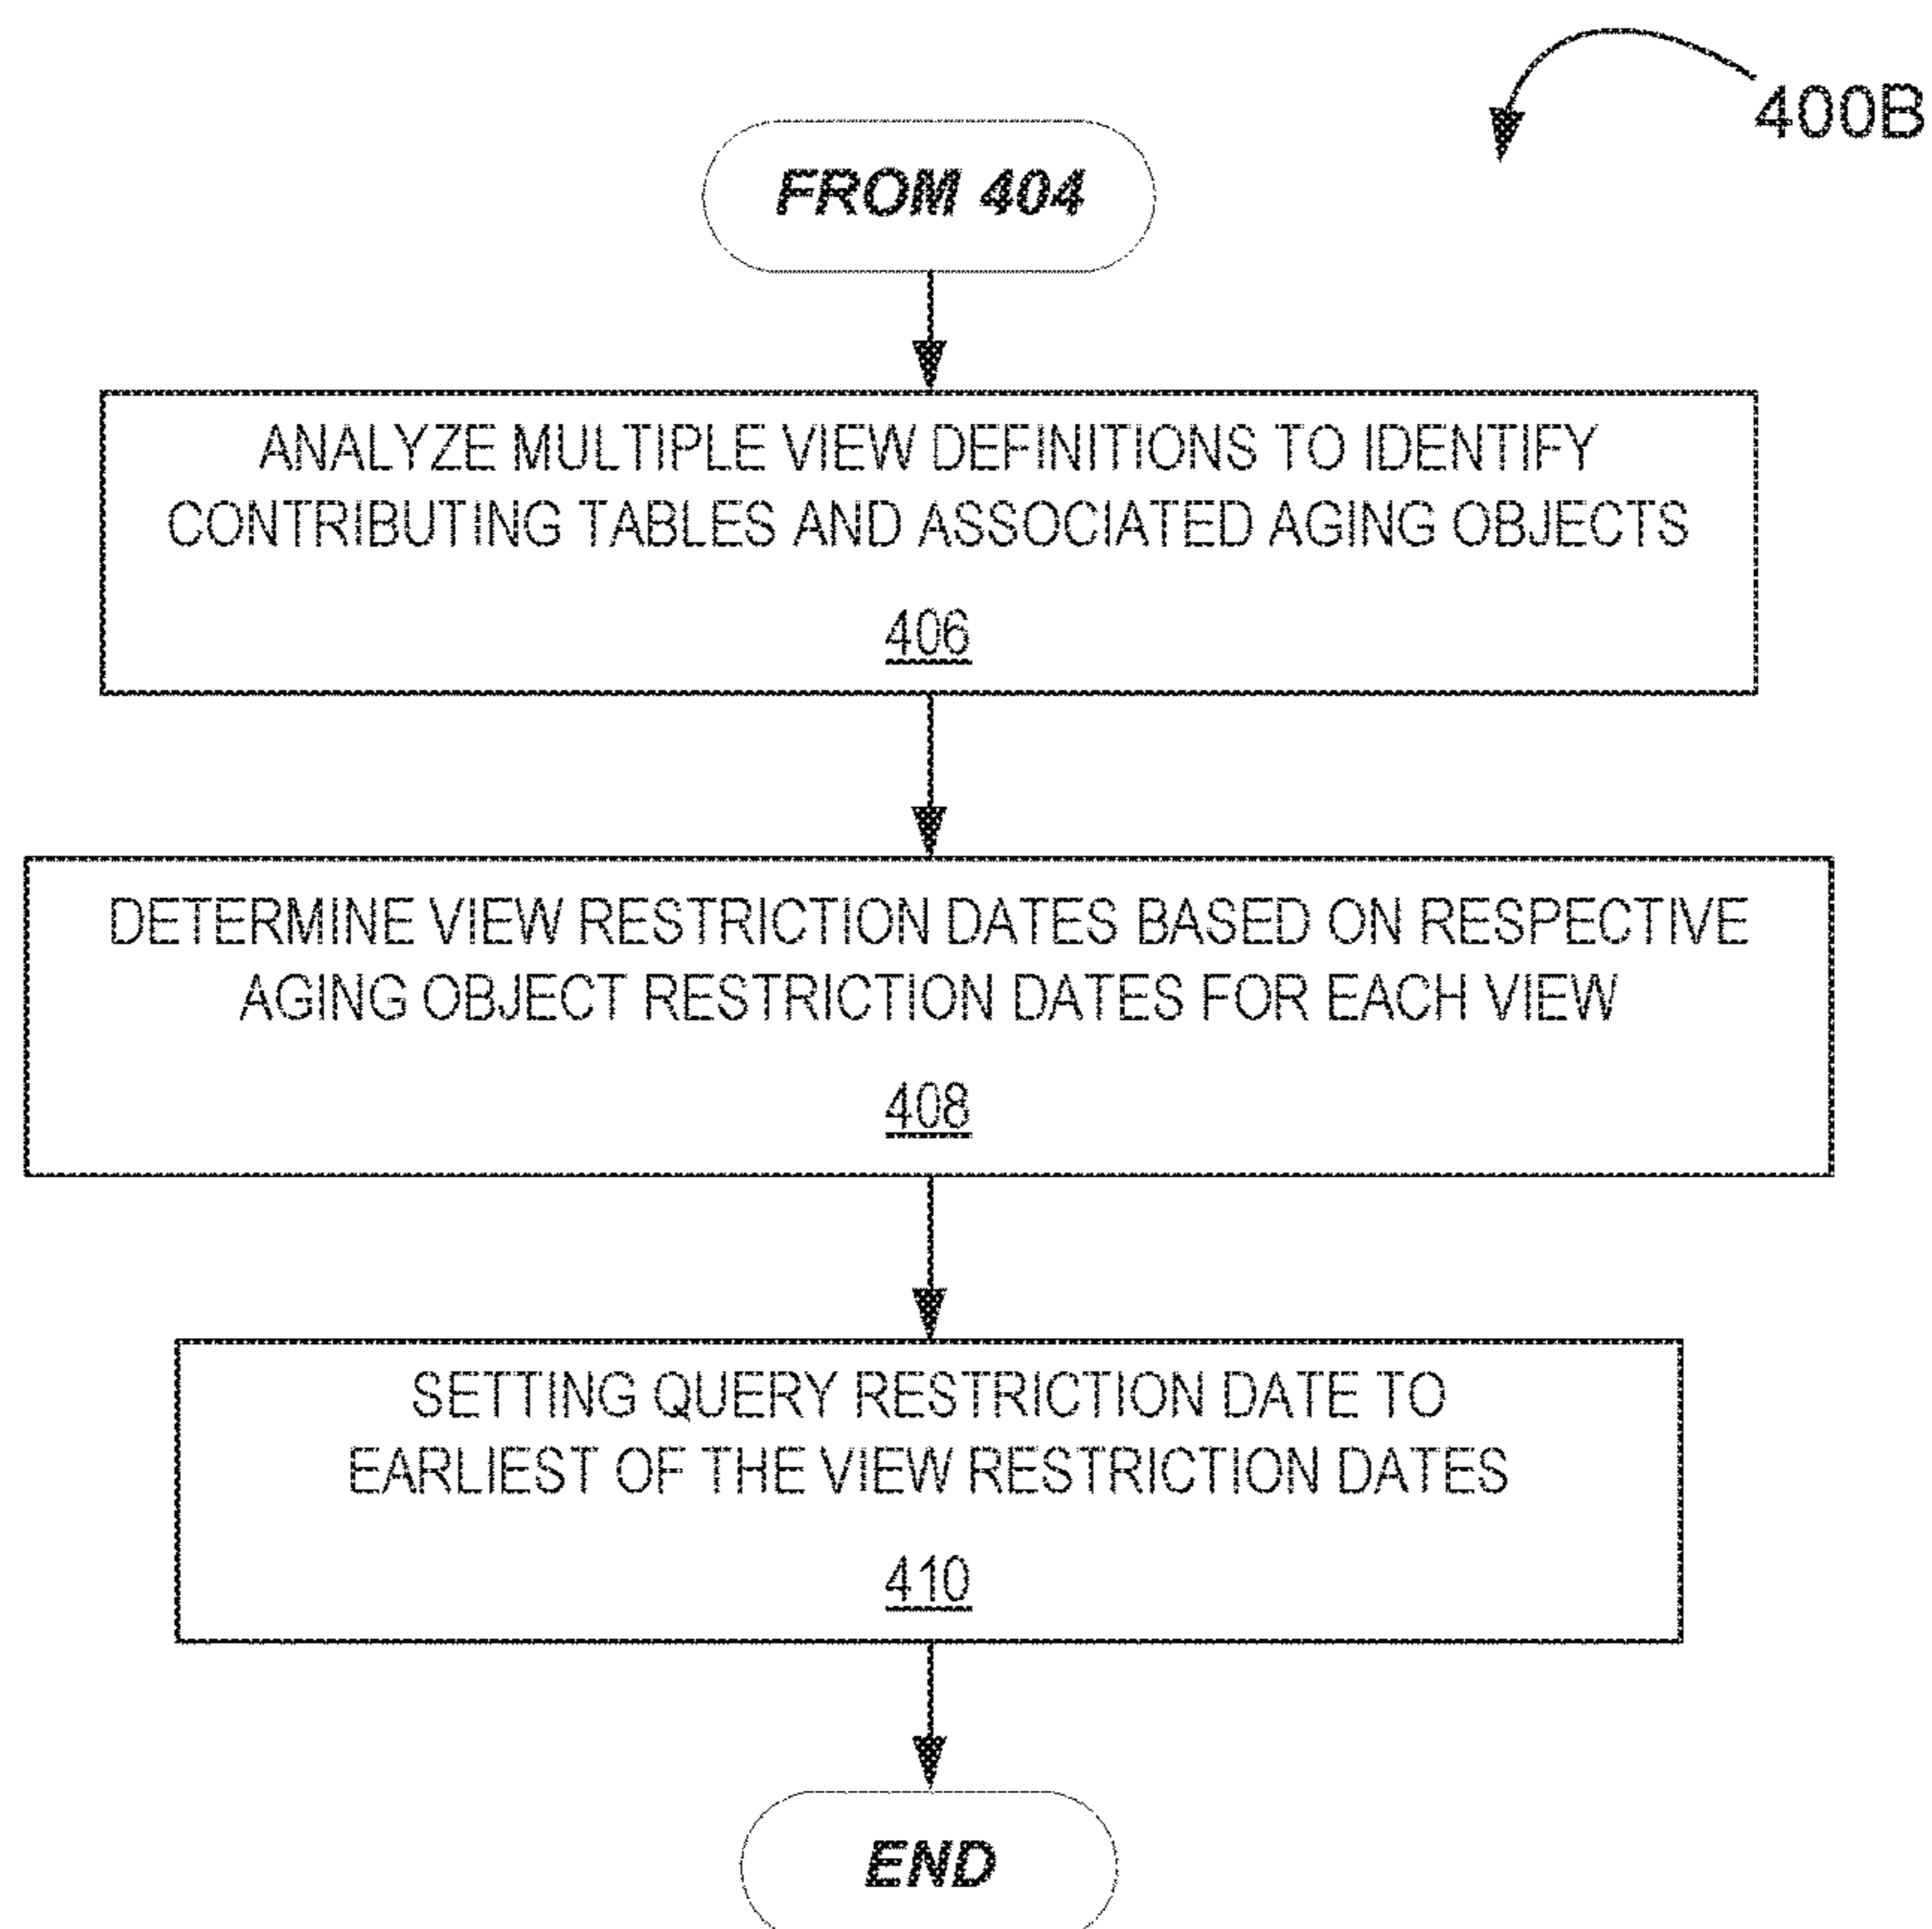 400B
FROM 404
ANALYZE MULTIPLE VIEW DEFINITIONS TO IDENTIFY
CONTRIBUTING TABLES AND ASSOCIATED AGING OBJECTS
406
DETERMINE VIEW RESTRICTION DATES BASED ON RESPECTIVE
AGING OBJECT RESTRICTION DATES FOR EACH VIEW
408
SETTING QUERY RESTRICTION DATE TO
EARLIEST OF THE VIEW RESTRICTION DATES
410
END